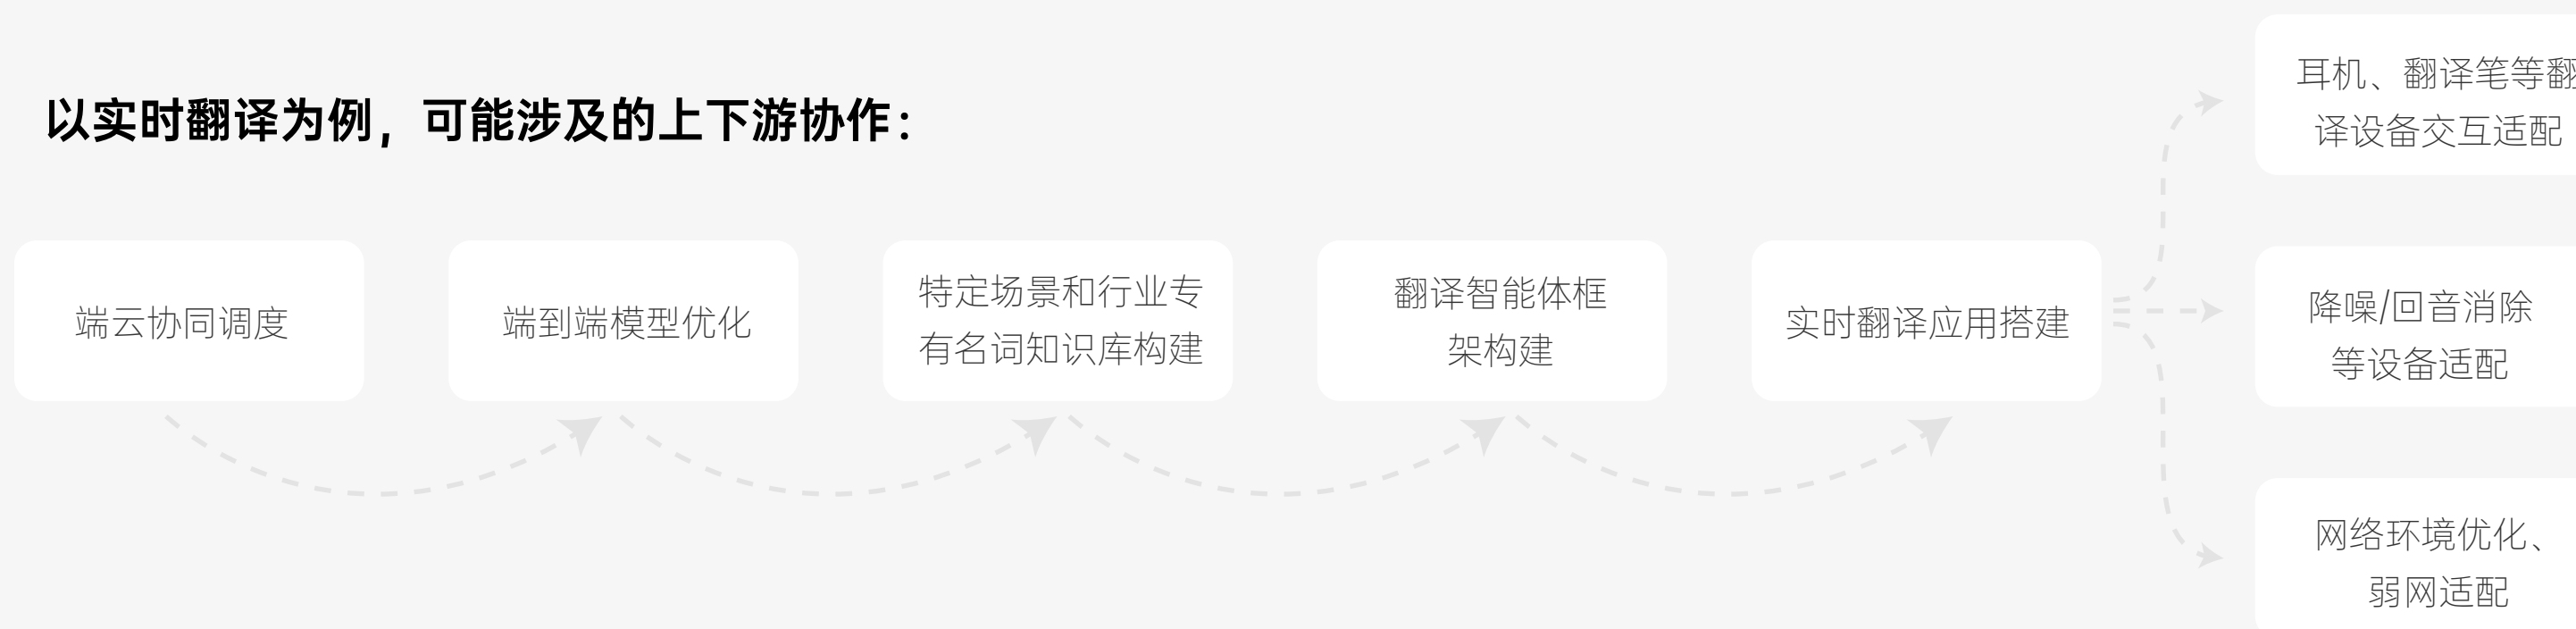 以实时翻译为例，可能涉及的上下游协作：
端云协同调度
端到端模型优化
特定场景和行业专
有名词知识库构建
翻译智能体框
架构建
实时翻译应用搭建
耳机、翻译笔等翻
译设备交互适配
降噪/回音消除
等设备适配
网络环境优化、
弱网适配